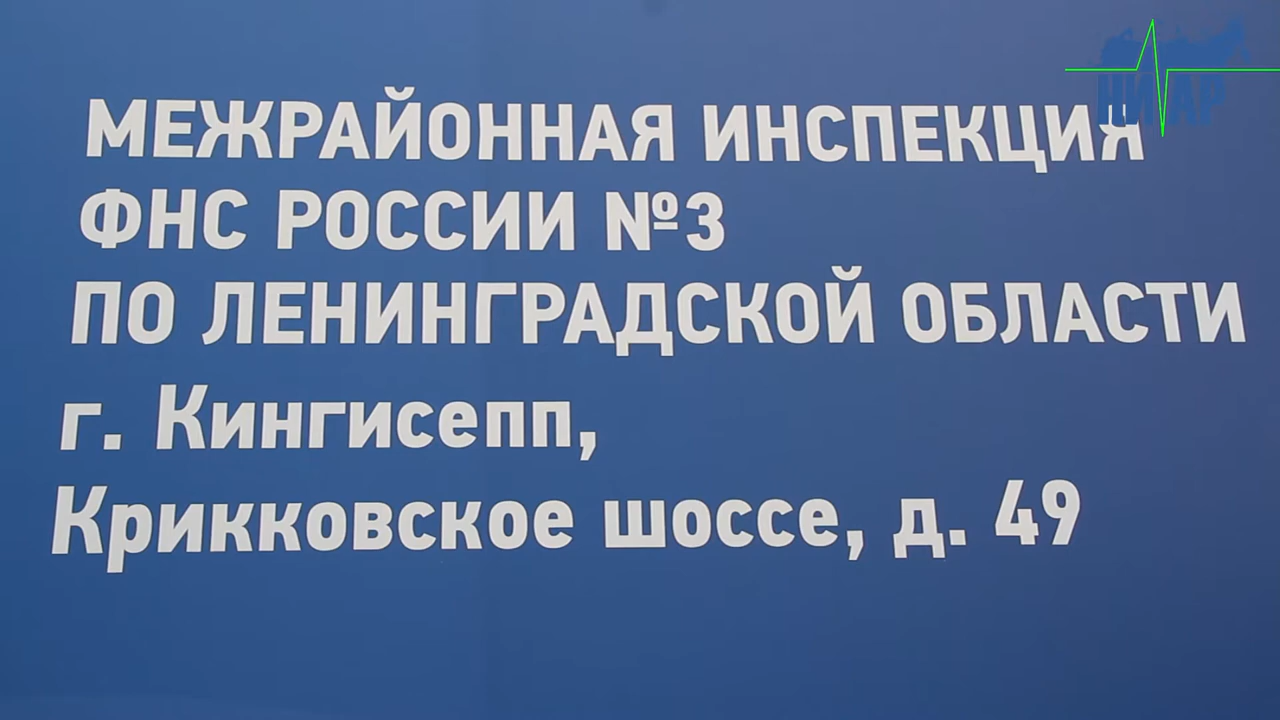 МЕЖРАЙОННАЯ ИНСПЕКЦИЯ
ФНС РОССИИ №3
ПО ЛЕНИНГРАДСКОЙ ОБЛАСТИ
г. Кингисепп,
Крикковское шоссе, д. 49